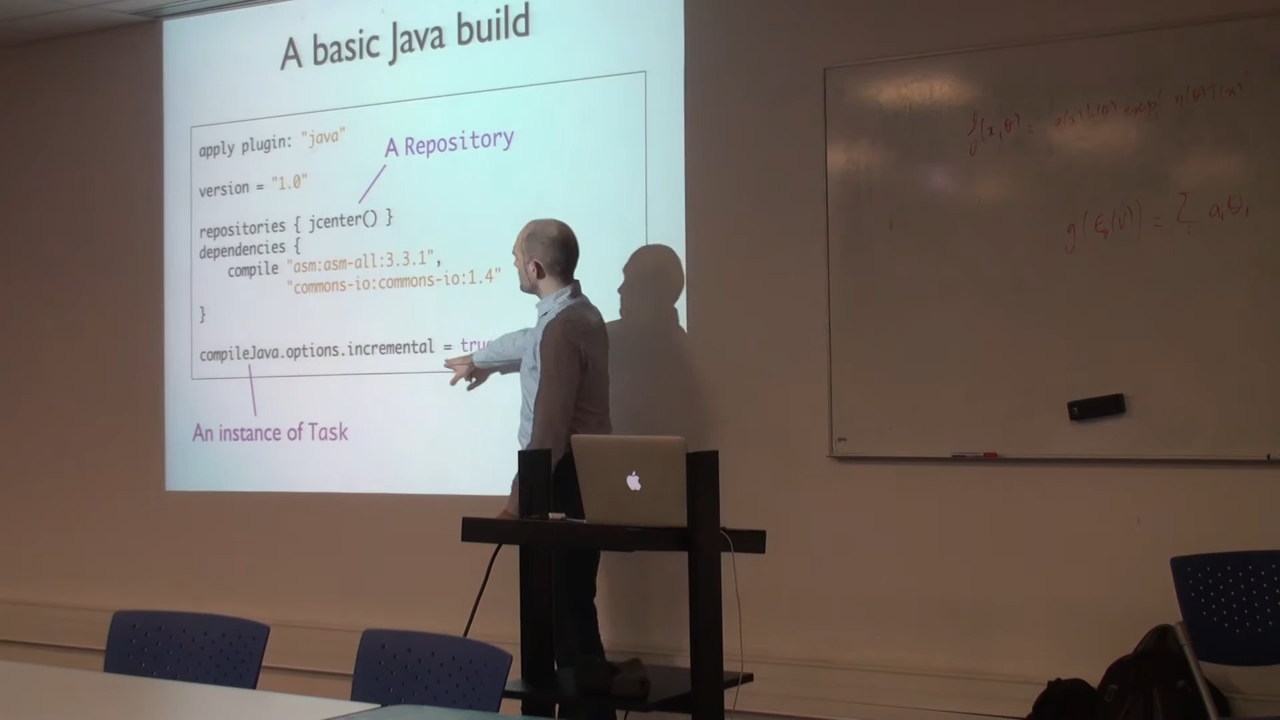 A basic Java build
apply plugin: "java"
A Repository
version = "1.0"
repositories { jcenter() }
dependencies {
compile "asm:asm-all:3.3.1",
"commons-io:commons-io:1.4"
}
compileJava.options.incremental = true
An instance of Task
f(x,θ) =